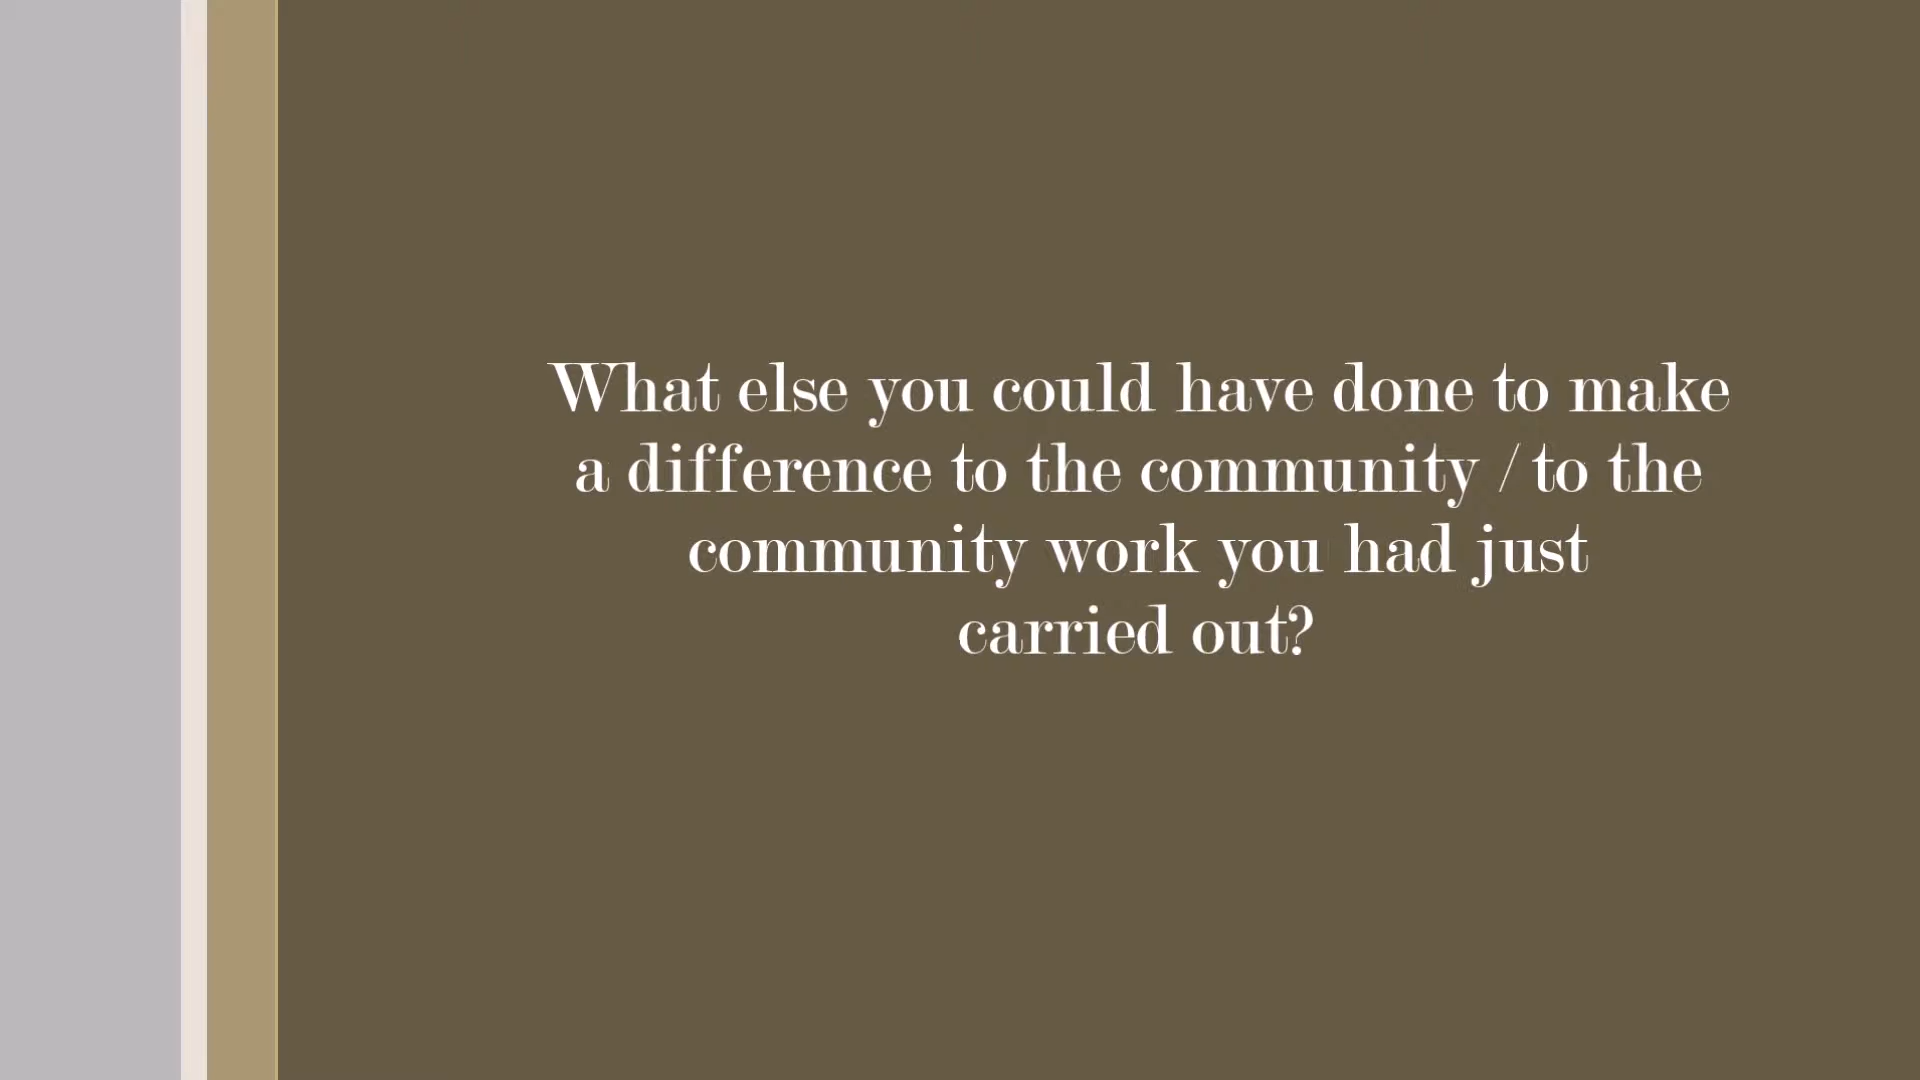 What else you could have done to make
a difference to the community / to the
community work you had just
carried out?